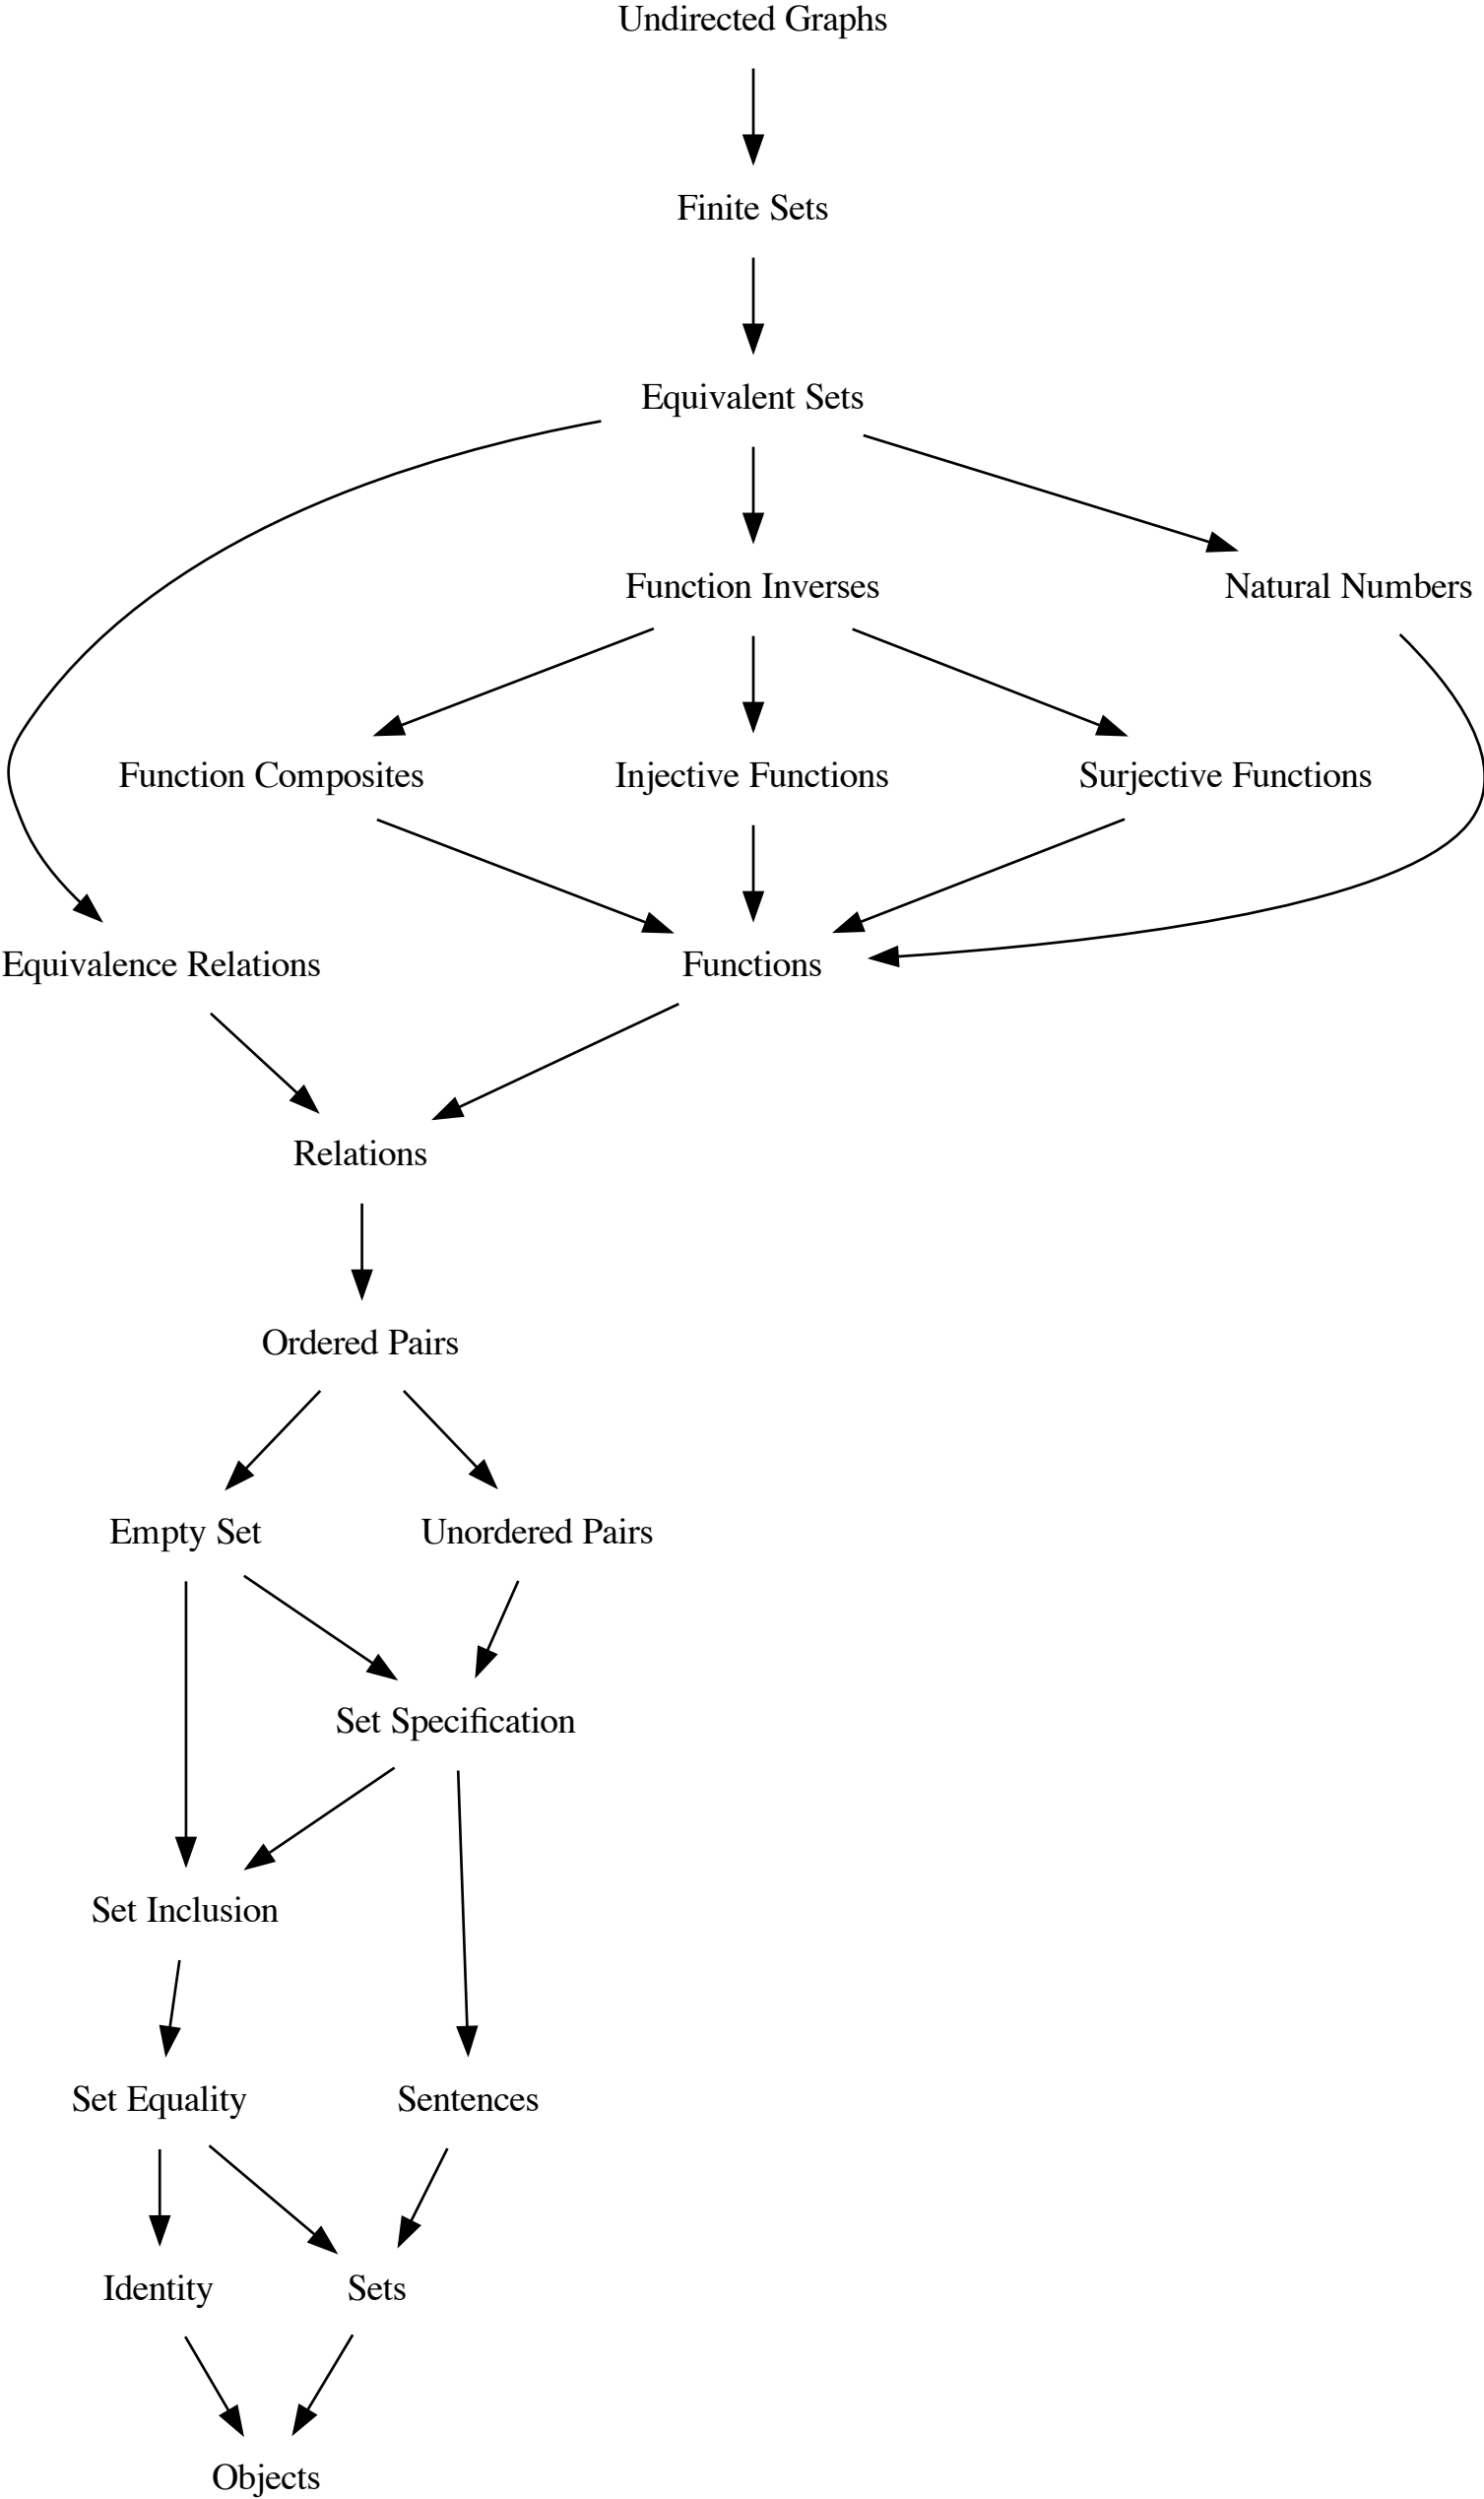 Undirected Graphs
Finite Sets
Equivalent Sets
Function Inverses
Natural Numbers
Function Composites
Injective Functions
Surjective Functions
Equivalence Relations
Functions
Relations
Ordered Pairs
Empty Set
Unordered Pairs
Set Specification
Set Inclusion
Set Equality
Sentences
Identity
Sets
Objects